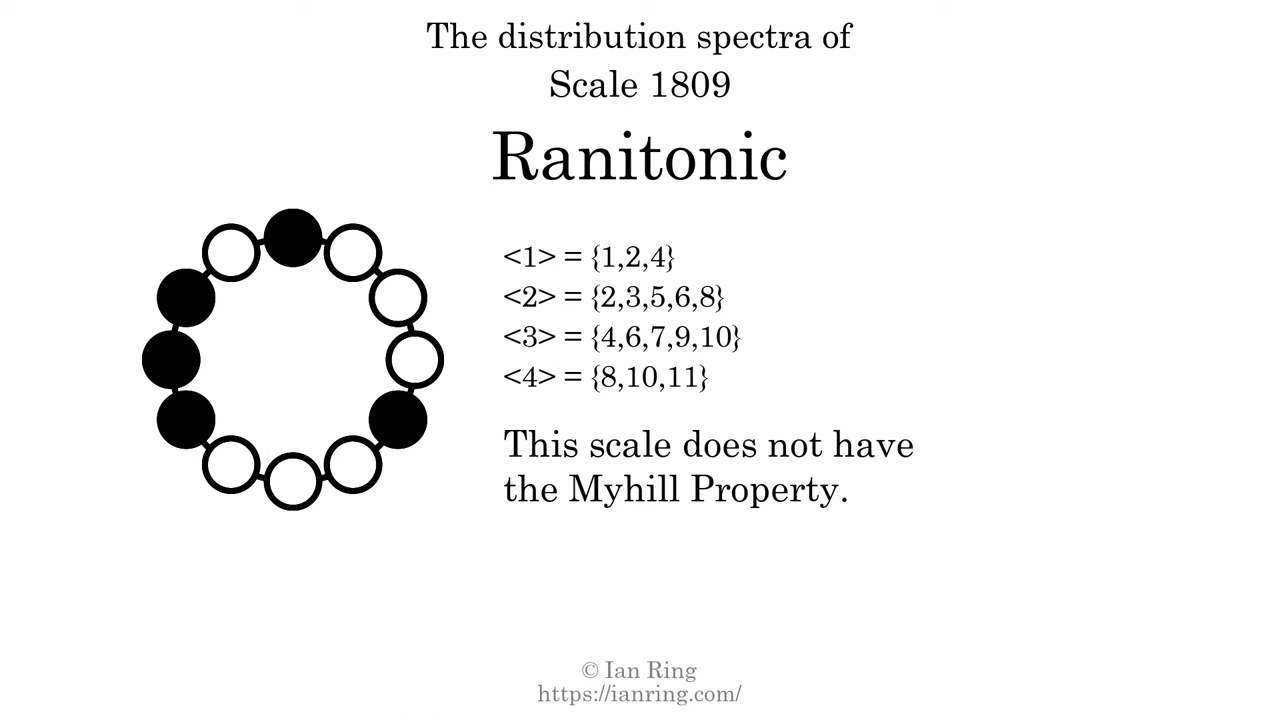 The distribution spectra of
Scale 1809
Ranitonic
<1> = {1,2,4}
<2> = {2,3,5,6,8}
<3> = {4,6,7,9,10}
<4> = {8,10,11}
This scale does not have
the Myhill Property.
© Ian Ring
https://ianring.com/